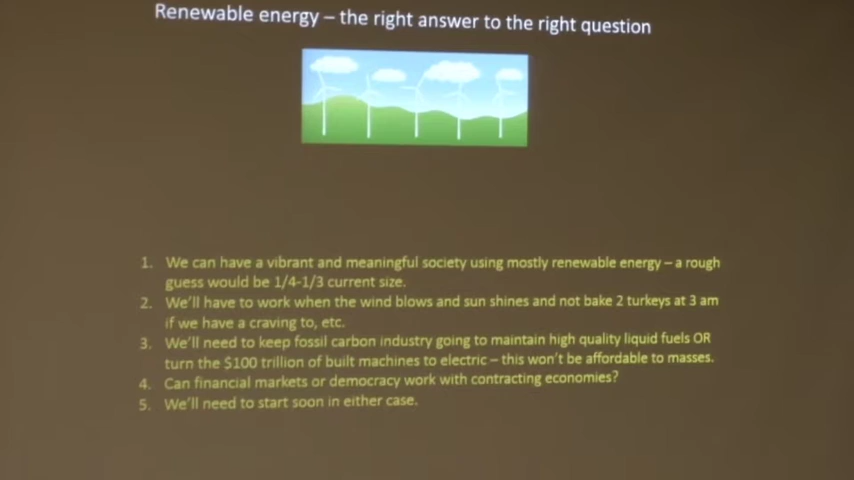 Renewable energy – the right answer to the right question
1. We can have a vibrant and meaningful society using mostly renewable energy – a rough
guess would be 1/4-1/3 current size.
2. We'll have to work when the wind blows and sun shines and not bake 2 turkeys at 3 am
if we have a craving to, etc.
3. We'll need to keep fossil carbon industry going to maintain high quality liquid fuels OR
turn the $100 trillion of built machines to electric – this won't be affordable to masses.
4. Can financial markets or democracy work with contracting economies?
5. We'll need to start soon in either case.